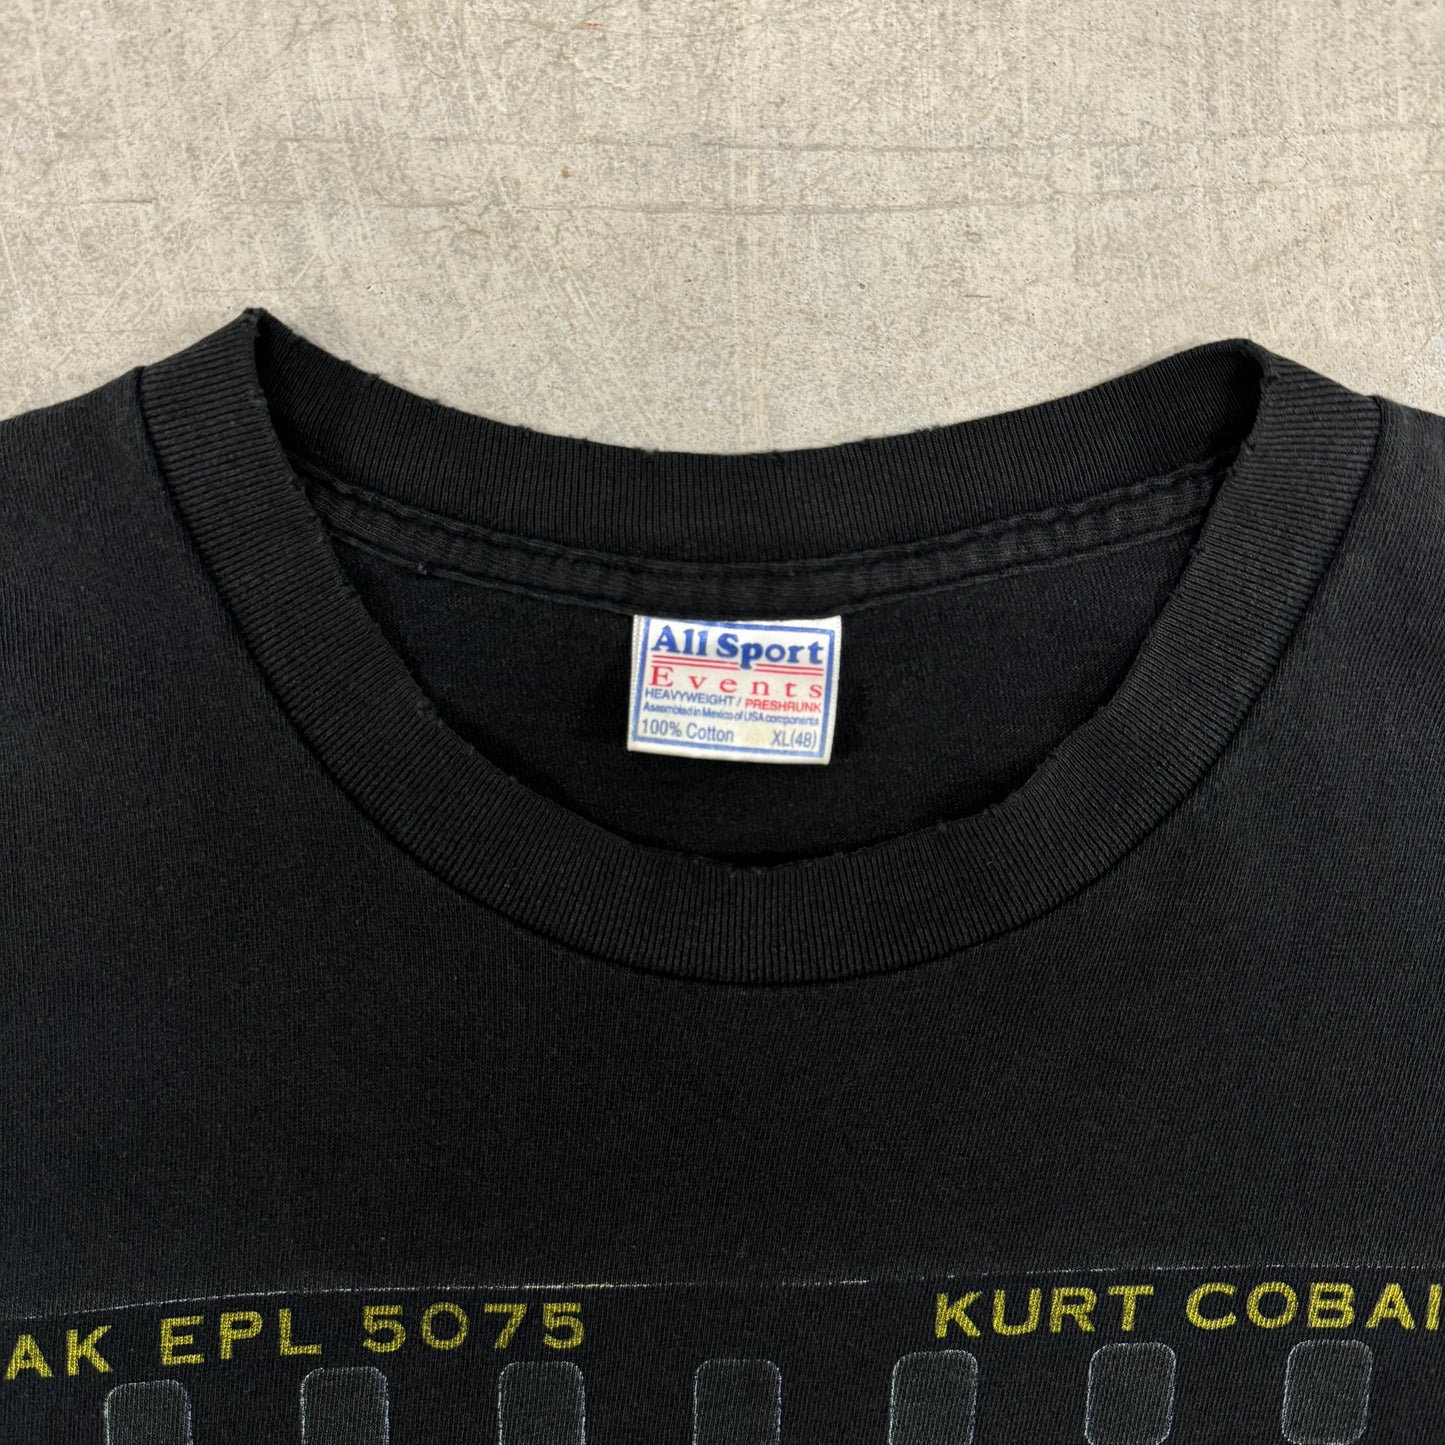 All Sport
Events
HEAVYWEIGHT / PRESHRUNK
Assembled in Mexico of USA components
100% Cotton XL(48)
AK EPL 5075 KURT COBAI